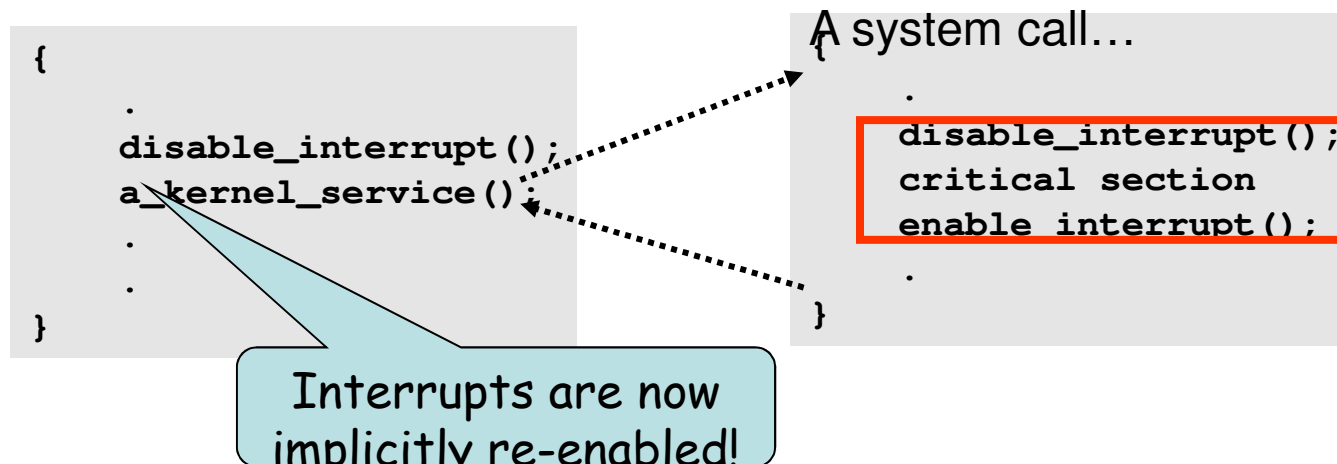 {
.
disable_interrupt();
a_kernel_service();
.
.
}
A system call…
{
.
disable_interrupt();
critical section
enable_interrupt();
.
}
Interrupts are now
implicitly re-enabled!